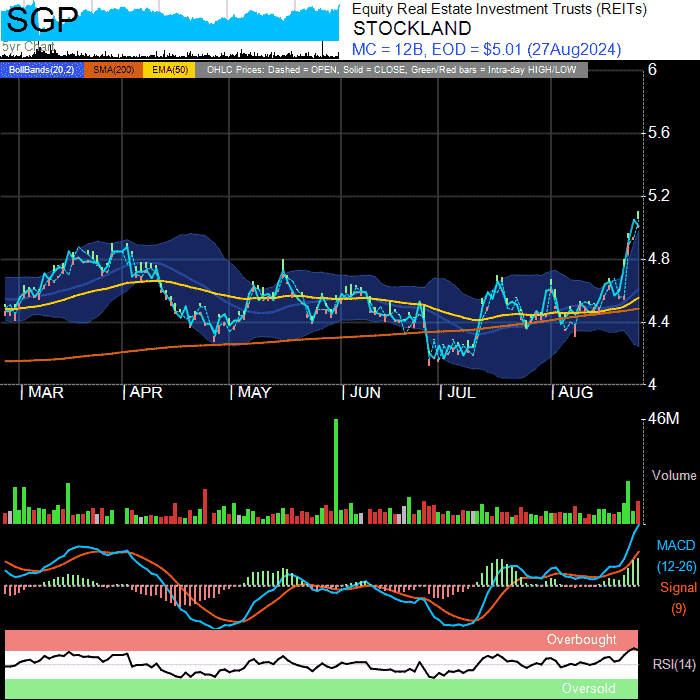 SGP
5yr Chart
Equity Real Estate Investment Trusts (REITs)
STOCKLAND
MC = 12B, EOD = $5.01 (27Aug2024)
BollBands(20,2) SMA(200) EMA(50) OHLC Prices: Dashed = OPEN, Solid = CLOSE, Green/Red bars = Intra-day HIGH/LOW
6
5.6
5.2
4.8
4.4
4
MAR APR MAY JUN JUL AUG
46M
Volume
MACD
(12-26)
Signal
(9)
Overbought
RSI(14)
Oversold